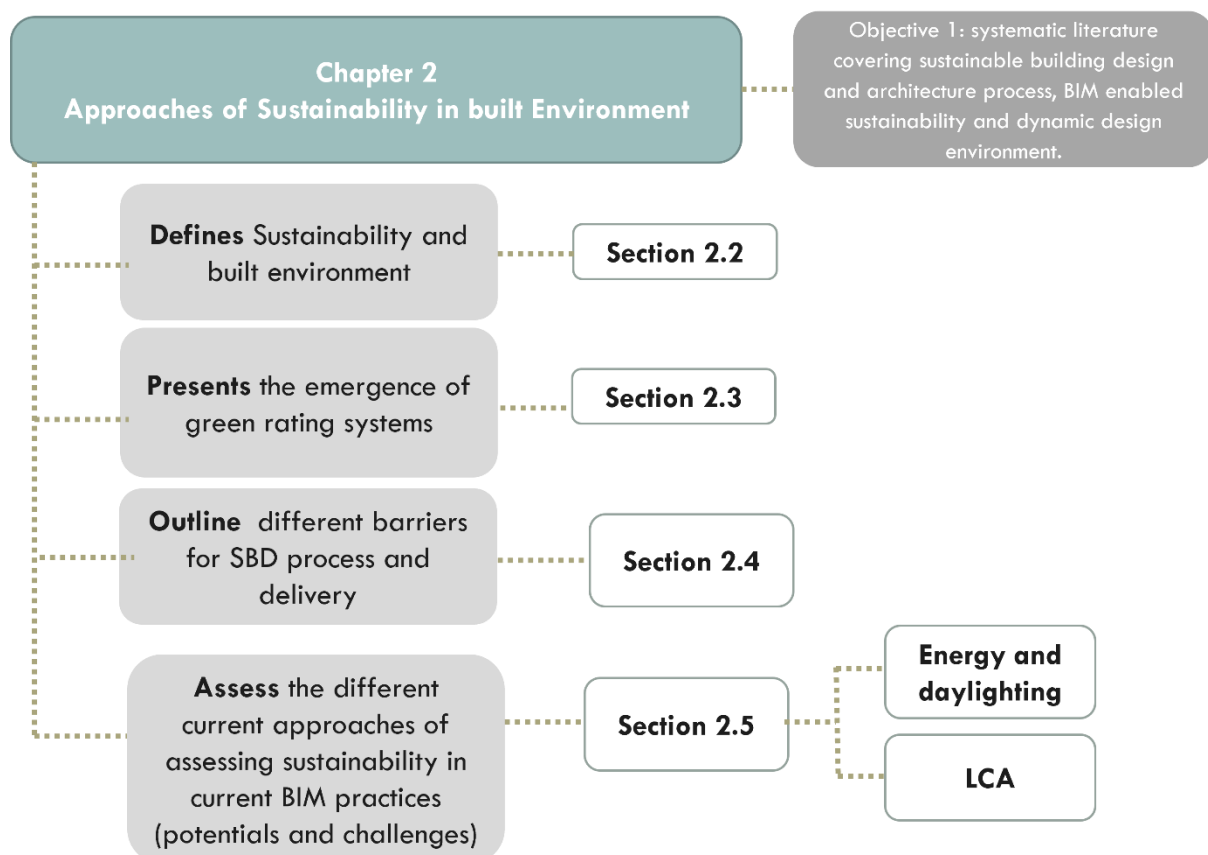 Chapter 2
Approaches of Sustainability in built Environment
Objective 1: systematic literature
covering sustainable building design
and architecture process, BIM enabled
sustainability and dynamic design
environment.
Defines Sustainability and
built environment
Section 2.2
Presents the emergence of
green rating systems
Section 2.3
Outline different barriers
for SBD process and
delivery
Section 2.4
Assess the different
current approaches of
assessing sustainability in
current BIM practices
(potentials and challenges)
Section 2.5
Energy and
daylighting
LCA